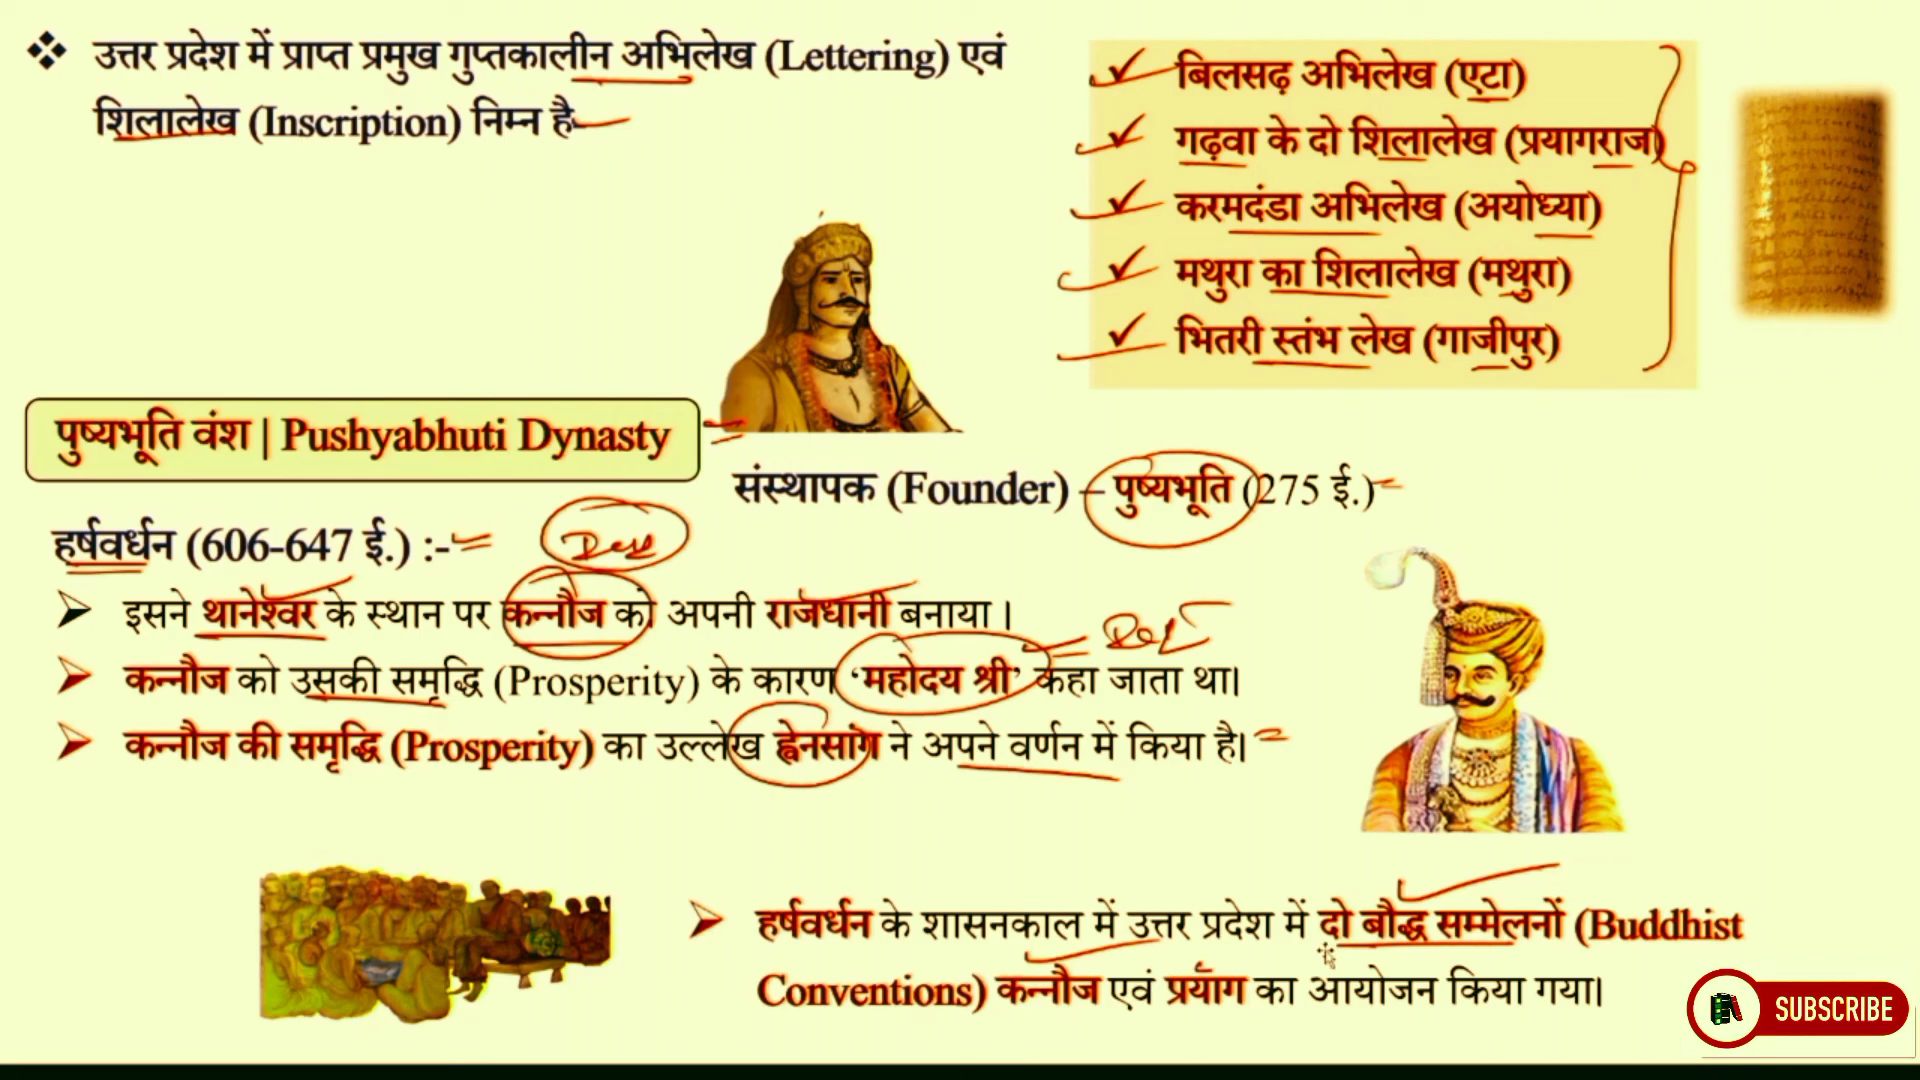 उत्तर प्रदेश में प्राप्त प्रमुख गुप्तकालीन अभिलेख (Lettering) एवं
शिलालेख (Inscription) निम्न है-
बिलसढ़ अभिलेख (एटा)
गढ़वा के दो शिलालेख (प्रयागराज)
करमदंडा अभिलेख (अयोध्या)
मथुरा का शिलालेख (मथुरा)
भितरी स्तंभ लेख (गाजीपुर)
पुष्यभूति वंश | Pushyabhuti Dynasty
संस्थापक (Founder) – पुष्यभूति (275 ई.)
हर्षवर्धन (606-647 ई.) :-
इसने थानेश्वर के स्थान पर कन्नौज को अपनी राजधानी बनाया ।
कन्नौज को उसकी समृद्धि (Prosperity) के कारण ‘महोदय श्री’ कहा जाता था।
कन्नौज की समृद्धि (Prosperity) का उल्लेख ह्वेनसांग ने अपने वर्णन में किया है।
हर्षवर्धन के शासनकाल में उत्तर प्रदेश में दो बौद्ध सम्मेलनों (Buddhist
Conventions) कन्नौज एवं प्रयाग का आयोजन किया गया।
SUBSCRIBE